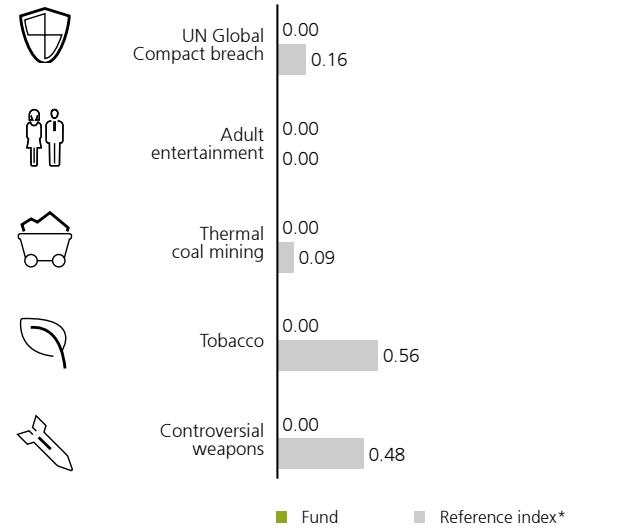 UN Global
Compact breach
0.00
0.16
Adult
entertainment
0.00
0.00
Thermal
coal mining
0.00
0.09
Tobacco
0.00
0.56
Controversial
weapons
0.00
0.48
Fund
Reference index*